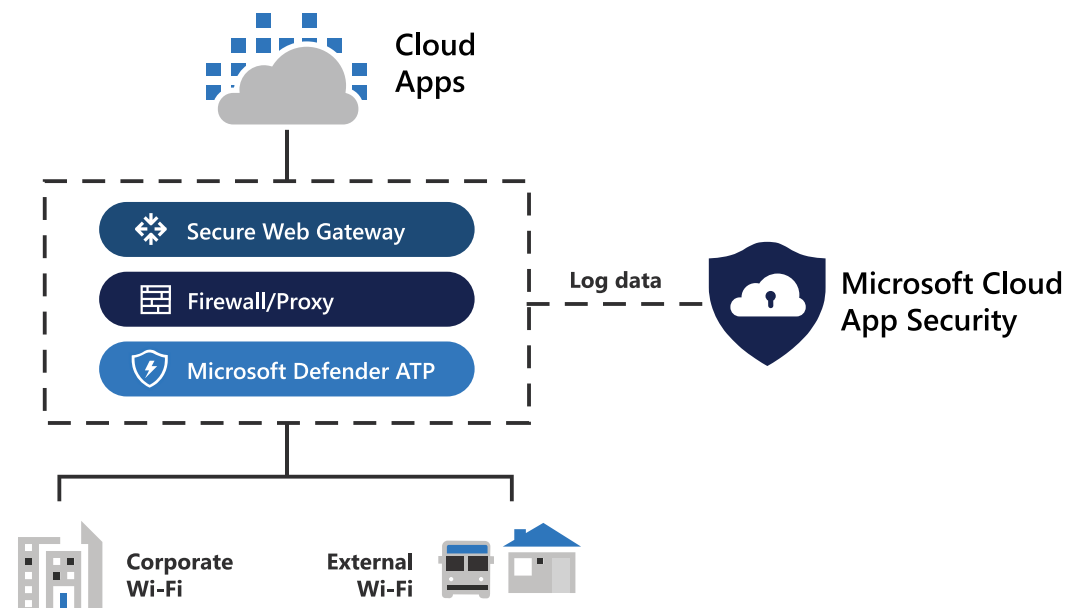 Cloud
Apps
Secure Web Gateway
Firewall/Proxy
Microsoft Defender ATP
Log data
Microsoft Cloud
App Security
Corporate
Wi-Fi
External
Wi-Fi